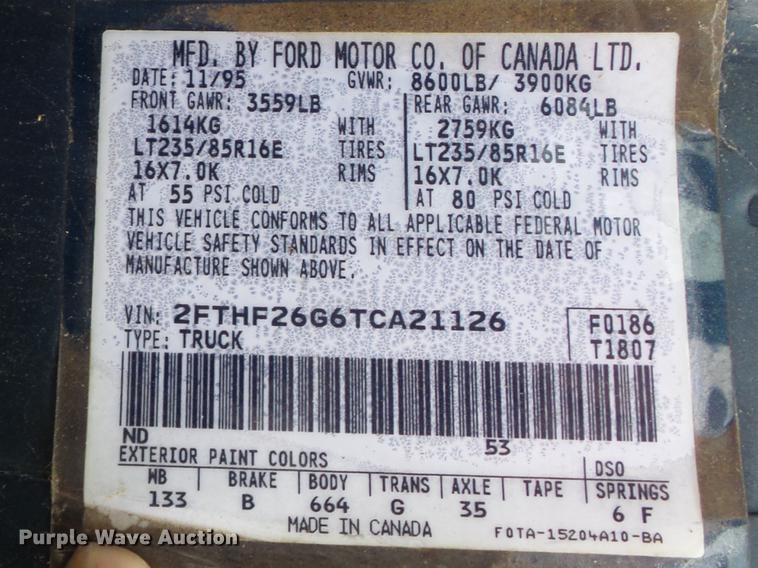 MFD. BY FORD MOTOR CO. OF CANADA LTD.
DATE: 11/95 GVWR: 8600LB/ 3900KG
FRONT GAWR: 3559LB REAR GAWR: 6084LB
1614KG WITH 2759KG WITH
LT235/85R16E TIRES LT235/85R16E TIRES
16X7.0K RIMS 16X7.0K RIMS
AT 55 PSI COLD AT 80 PSI COLD
THIS VEHICLE CONFORMS TO ALL APPLICABLE FEDERAL MOTOR
VEHICLE SAFETY STANDARDS IN EFFECT ON THE DATE OF
MANUFACTURE SHOWN ABOVE.
VIN: 2FTHF26G6TCA21126 F0186
TYPE: TRUCK T1807
ND 53
EXTERIOR PAINT COLORS DSO
WB BRAKE BODY TRANS AXLE TAPE SPRINGS
133 B 664 G 35 6 F
MADE IN CANADA F0TA-15204A10-BA
Purple Wave Auction